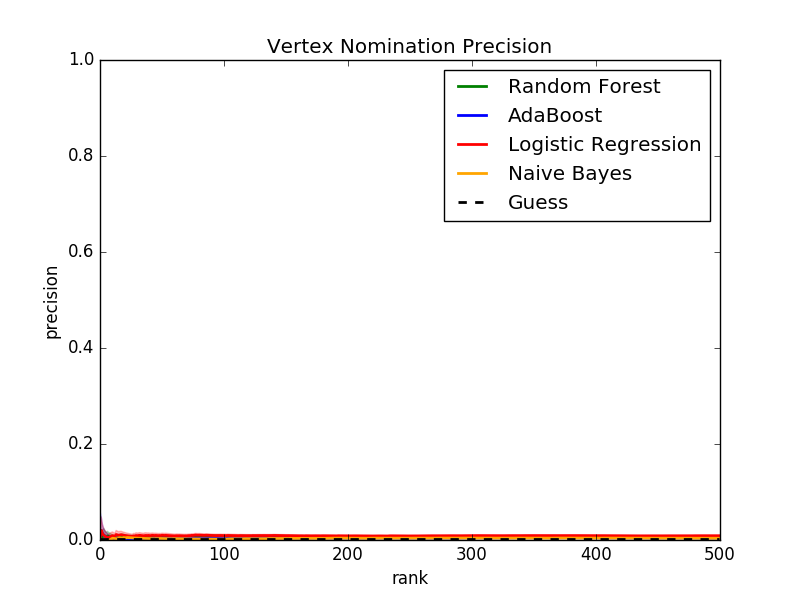 Vertex Nomination Precision
1.0
0.8
0.6
0.4
0.2
0.0
precision
Random Forest
AdaBoost
Logistic Regression
Naive Bayes
Guess
0 100 200 300 400 500
rank